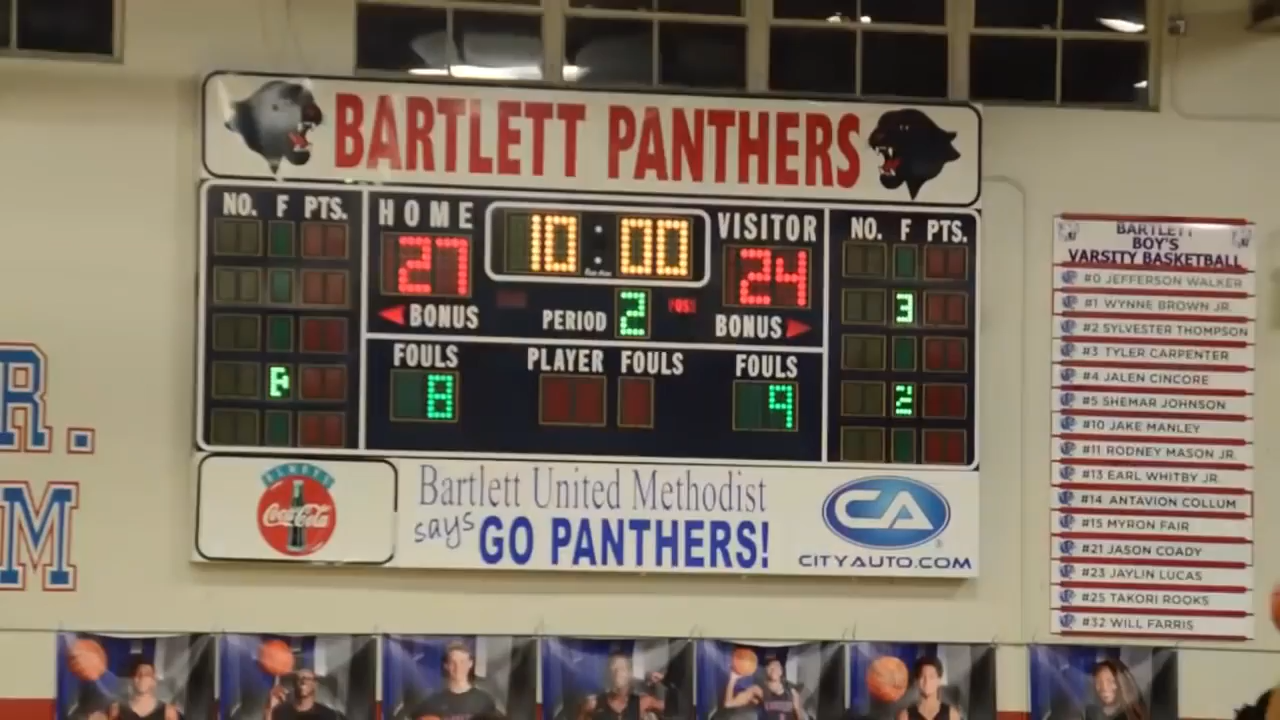 BARTLETT PANTHERS
NO. F PTS.
HOME
10:00
VISITOR
NO. F PTS.
27
24
BONUS
PERIOD 2
POSS
BONUS
3
FOULS
PLAYER FOULS
FOULS
8
9
2
ALWAYS
Coca-Cola
Bartlett United Methodist
says GO PANTHERS!
CA
CITYAUTO.COM
R.
M
BARTLETT
BOY'S
VARSITY BASKETBALL
#0 JEFFERSON WALKER
#1 WYNNE BROWN JR.
#2 SYLVESTER THOMPSON
#3 TYLER CARPENTER
#4 JALEN CINCORE
#5 SHEMAR JOHNSON
#10 JAKE MANLEY
#11 RODNEY MASON JR.
#13 EARL WHITBY JR.
#14 ANTAVION COLLUM
#15 MYRON FAIR
#21 JASON COADY
#23 JAYLIN LUCAS
#25 TAKORI ROOKS
#32 WILL FARRIS